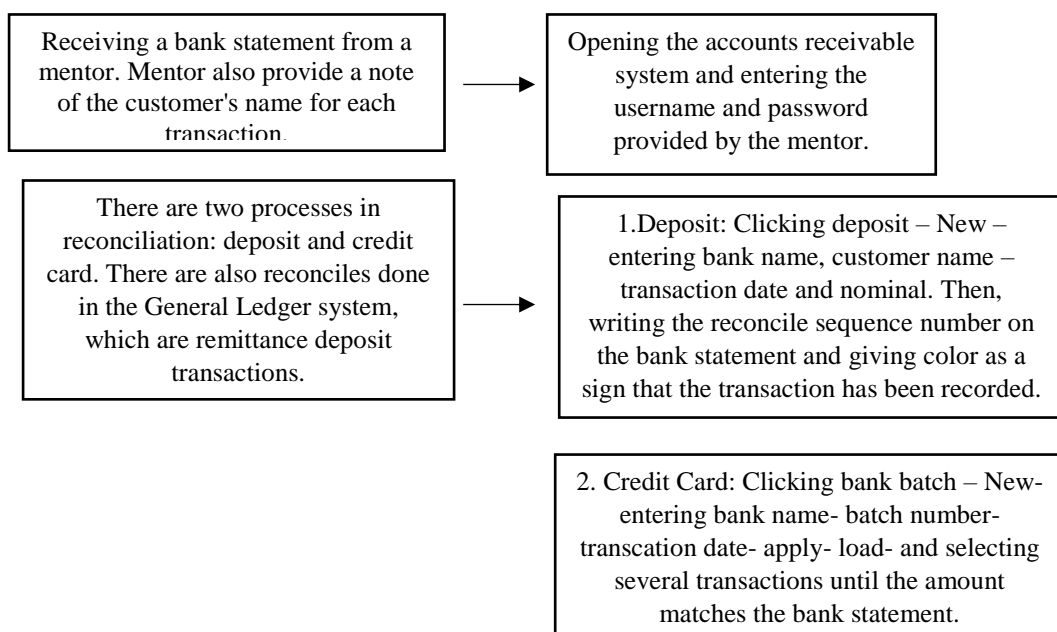 Receiving a bank statement from a
mentor. Mentor also provide a note
of the customer's name for each
transaction.
Opening the accounts receivable
system and entering the
username and password
provided by the mentor.
There are two processes in
reconciliation: deposit and credit
card. There are also reconciles done
in the General Ledger system,
which are remittance deposit
transactions.
1.Deposit: Clicking deposit – New –
entering bank name, customer name –
transaction date and nominal. Then,
writing the reconcile sequence number on
the bank statement and giving color as a
sign that the transaction has been recorded.
2. Credit Card: Clicking bank batch – New-
entering bank name- batch number-
transcation date- apply- load- and selecting
several transactions until the amount
matches the bank statement.